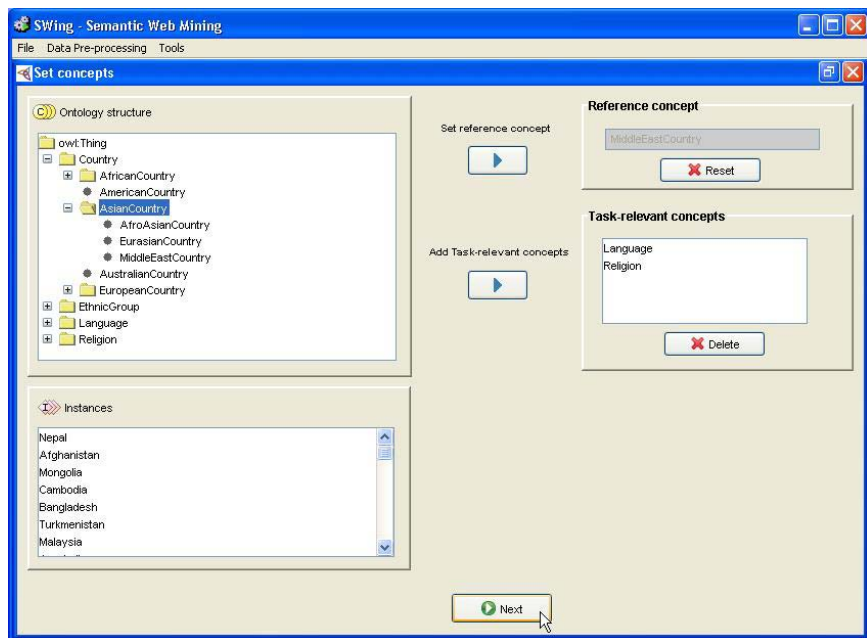 SWing - Semantic Web Mining
File Data Pre-processing Tools
Set concepts
Ontology structure
owl:Thing
Country
AfricanCountry
AmericanCountry
AsianCountry
AfroAsianCountry
EurasianCountry
MiddleEastCountry
AustralianCountry
EuropeanCountry
EthnicGroup
Language
Religion
Instances
Nepal
Afghanistan
Mongolia
Cambodia
Bangladesh
Turkmenistan
Malaysia
Set reference concept
Add Task-relevant concepts
Reference concept
MiddleEastCountry
Reset
Task-relevant concepts
Language
Religion
Delete
Next